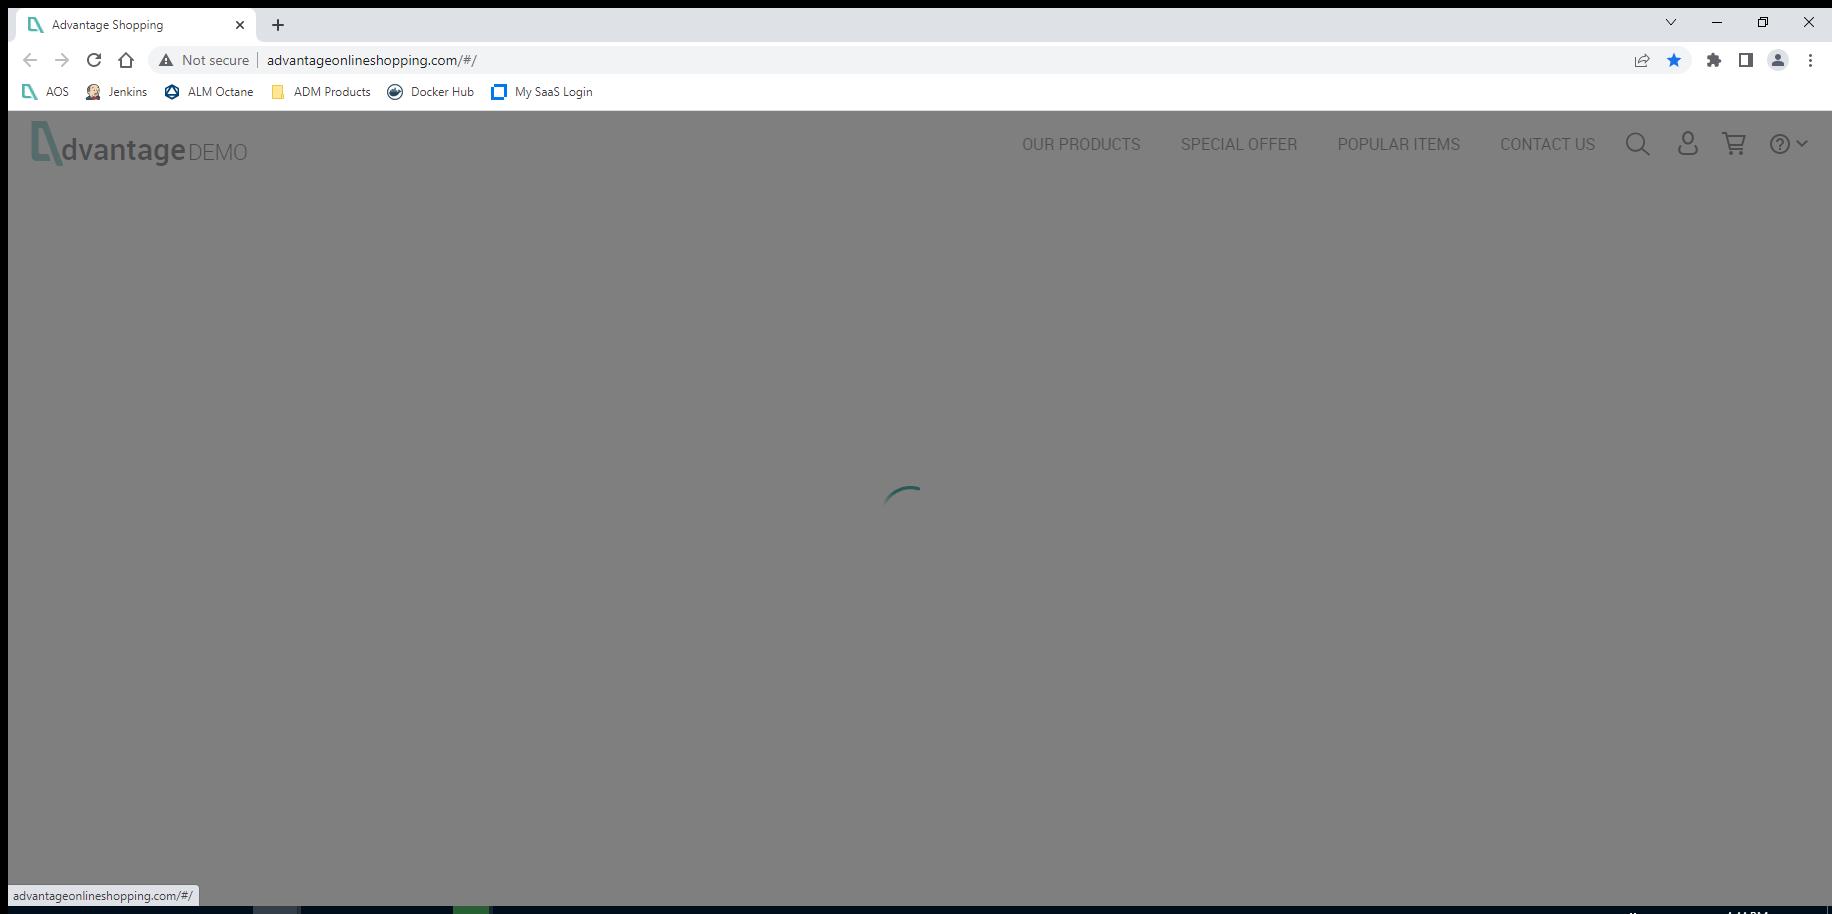 Advantage Shopping
Not secure
advantageonlineshopping.com/#/
AOS
Jenkins
ALM Octane
ADM Products
Docker Hub
My SaaS Login
dvantage DEMO
OUR PRODUCTS
SPECIAL OFFER
POPULAR ITEMS
CONTACT US
advantageonlineshopping.com/#/